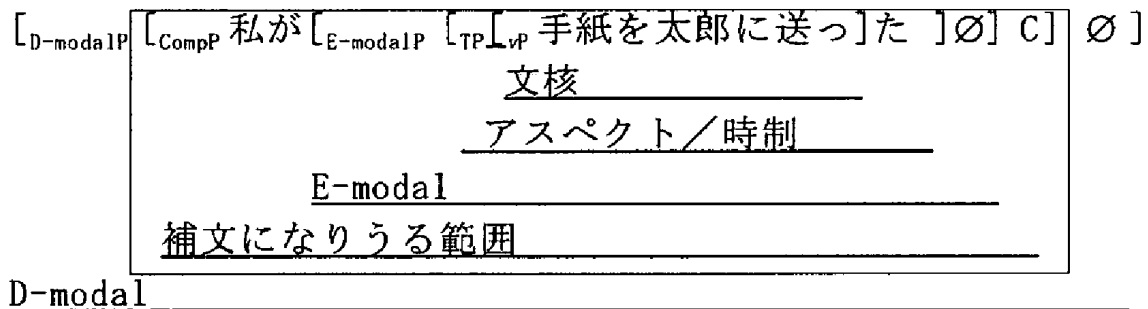 [D-modalP [CompP 私が [E-modalP [TP[vP 手紙を太郎に送っ]た ]∅] C] ∅ ]
文核
アスペクト／時制
E-modal
補文になりうる範囲
D-modal